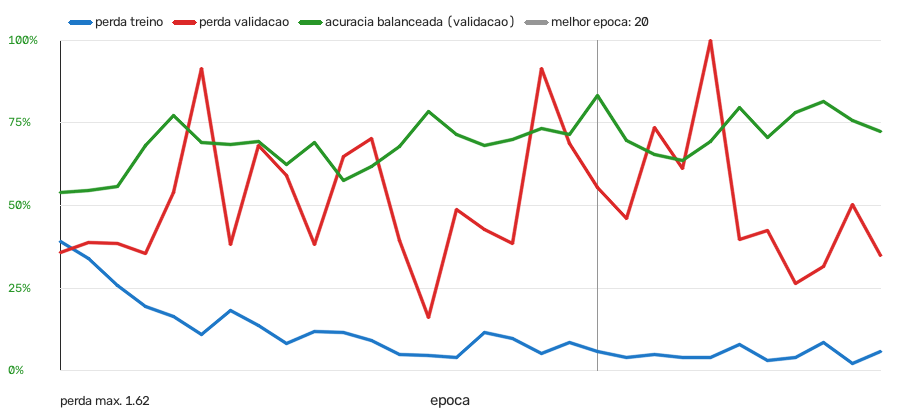 perda treino perda validacao acuracia balanceada (validacao) melhor epoca: 20
100%
75%
50%
25%
0%
perda max. 1.62 epoca